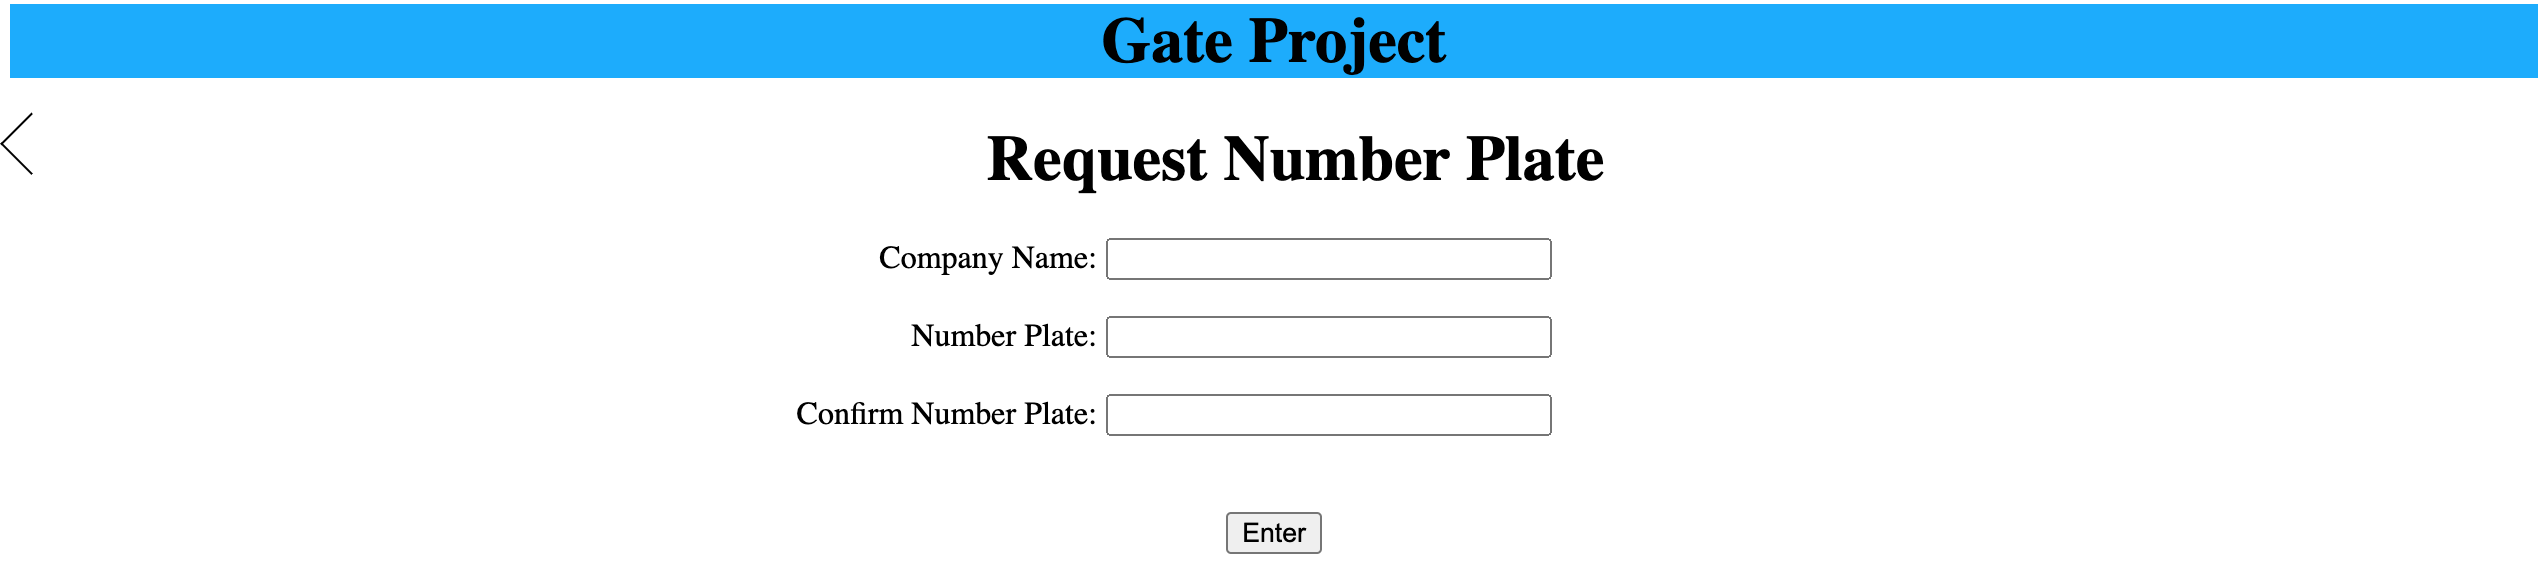 Gate Project
Request Number Plate
Company Name:
Number Plate:
Confirm Number Plate:
Enter